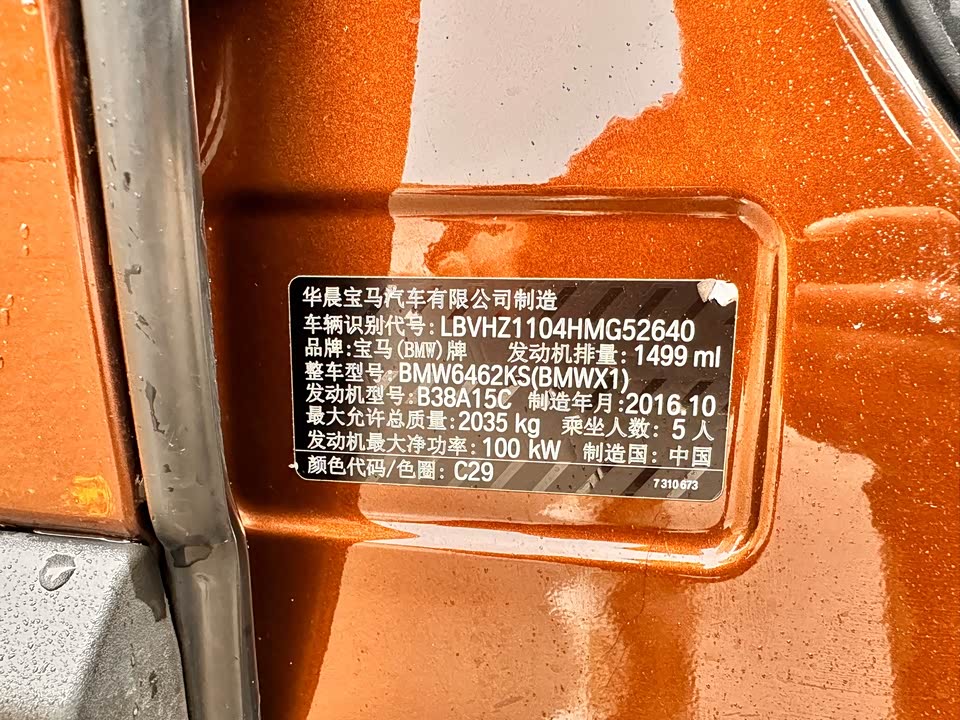 华晨宝马汽车有限公司制造
车辆识别代号: LBVHZ1104HMG52640
品牌:宝马(BMW)牌 发动机排量: 1499 ml
整车型号: BMW6462KS(BMWX1)
发动机型号: B38A15C 制造年月:2016.10
最大允许总质量: 2035 kg 乘坐人数: 5 人
发动机最大净功率: 100 kW 制造国: 中国
颜色代码/色圈: C29
7310673